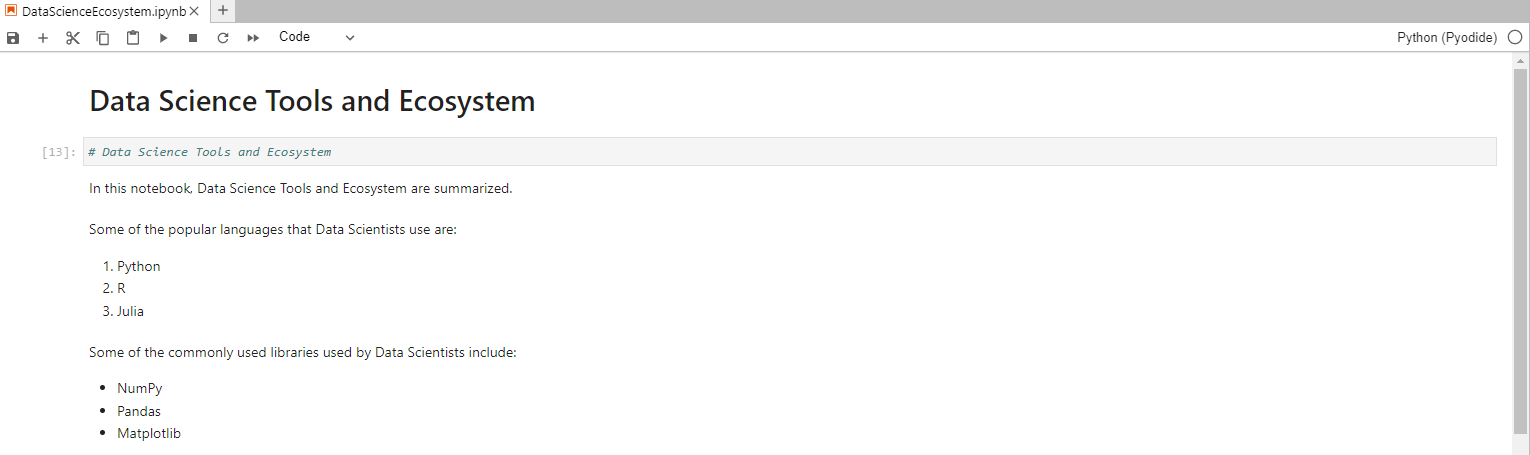 DataScienceEcosystem.ipynb
Code
Python (Pyodide)
Data Science Tools and Ecosystem
[13]: # Data Science Tools and Ecosystem
In this notebook, Data Science Tools and Ecosystem are summarized.
Some of the popular languages that Data Scientists use are:
1. Python
2. R
3. Julia
Some of the commonly used libraries used by Data Scientists include:
• NumPy
• Pandas
• Matplotlib